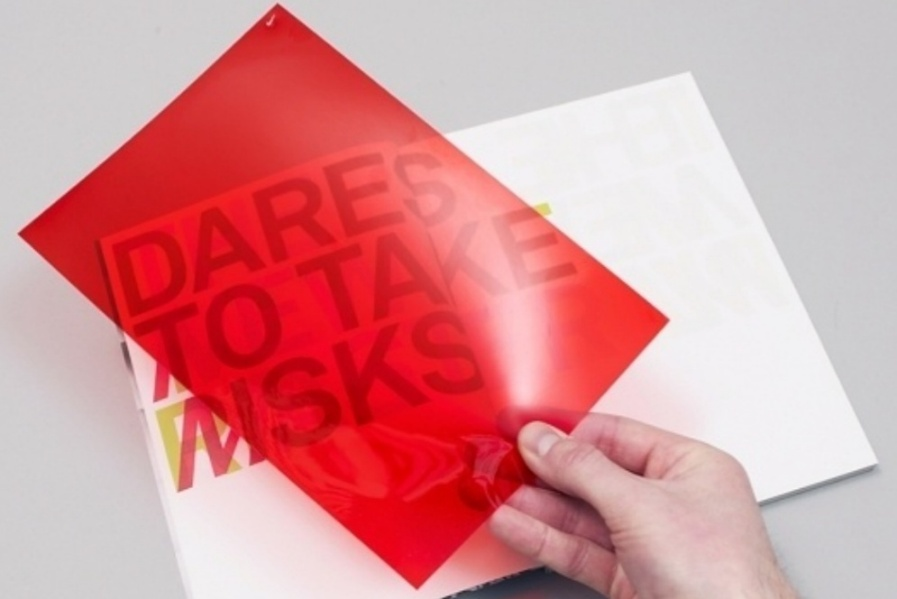 DARES
TO TAKE
RISKS